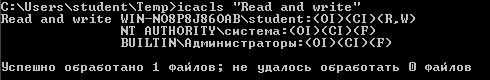 C:\Users\student\Temp>icacls "Read and write"
Read and write WIN-NO8P8J86OAB\student:(OI)(CI)(R,W)
NT AUTHORITY\система:(OI)(CI)(F)
BUILTIN\Администраторы:(OI)(CI)(F)
Успешно обработано 1 файлов; не удалось обработать 0 файлов